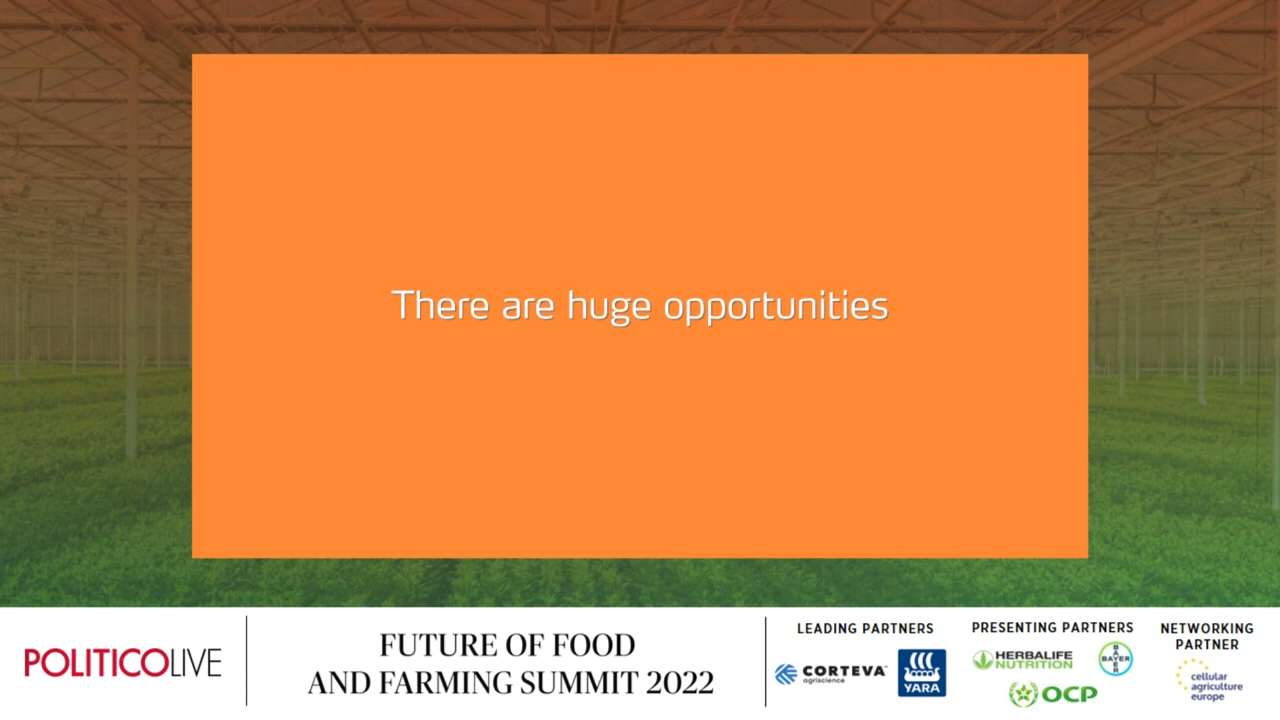 There are huge opportunities
POLITICOLIVE
FUTURE OF FOOD
AND FARMING SUMMIT 2022
LEADING PARTNERS
CORTEVA
agriscience
YARA
PRESENTING PARTNERS
HERBALIFE
NUTRITION
BAYER
BAYER
OCP
NETWORKING
PARTNER
cellular
agriculture
europe